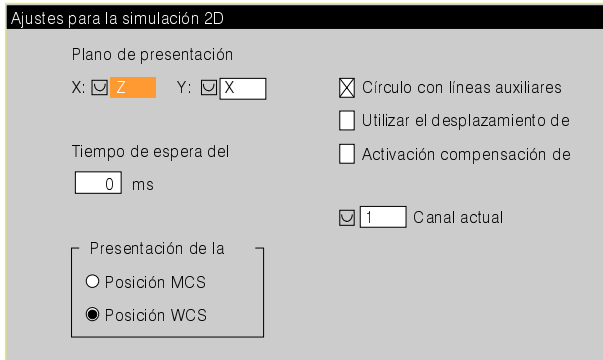 Ajustes para la simulación 2D
Plano de presentación
X: Z Y: X
Círculo con líneas auxiliares
Utilizar el desplazamiento de
Tiempo de espera del
Activación compensación de
0 ms
1 Canal actual
Presentación de la
Posición MCS
Posición WCS